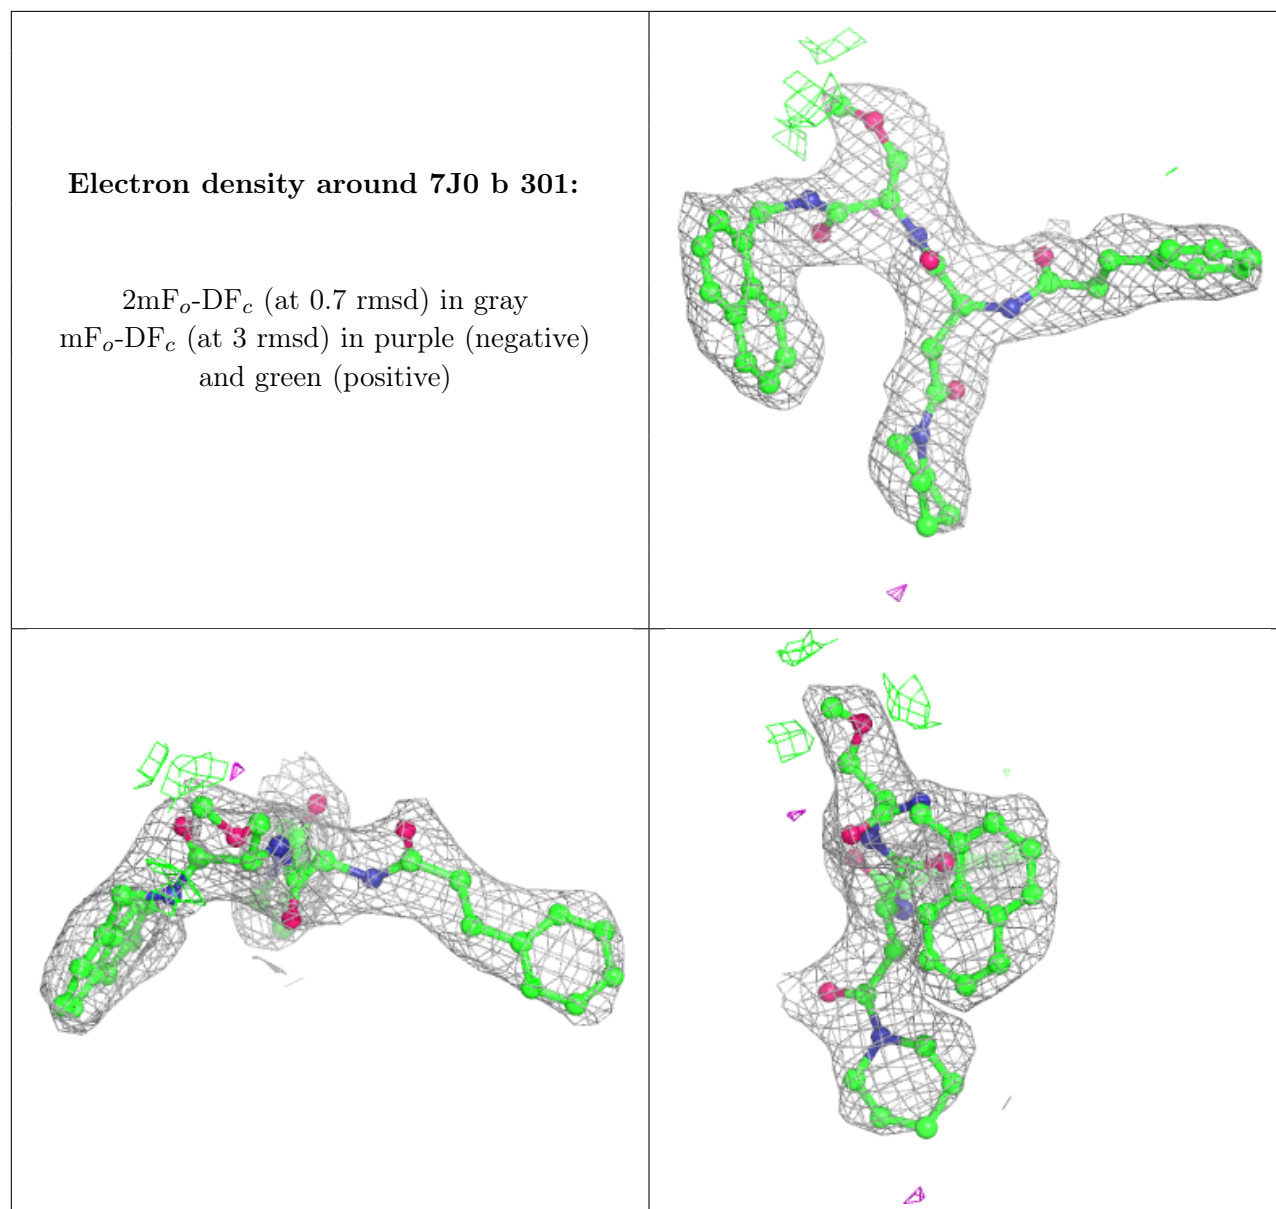 Electron density around 7J0 b 301:
2mFo-DFc (at 0.7 rmsd) in gray
mFo-DFc (at 3 rmsd) in purple (negative)
and green (positive)